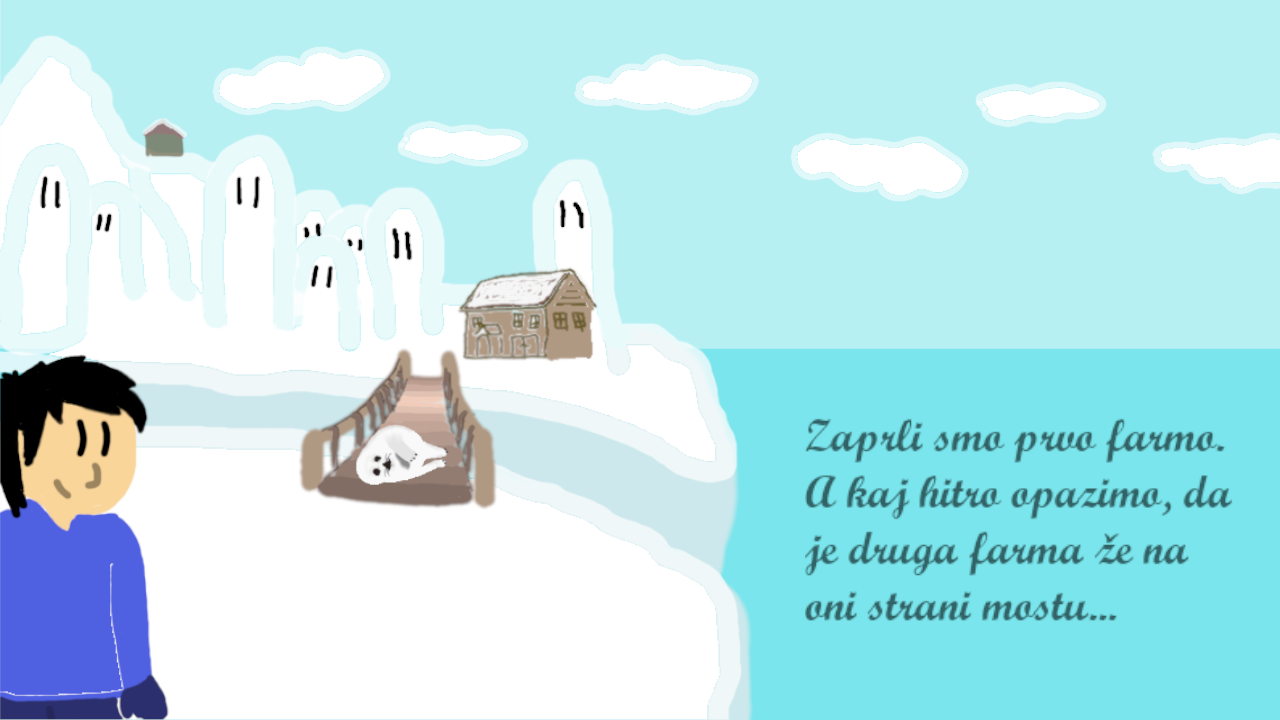 Zaprli smo prvo farmo.
A kaj hitro opazimo, da
je druga farma že na
oni strani mostu...